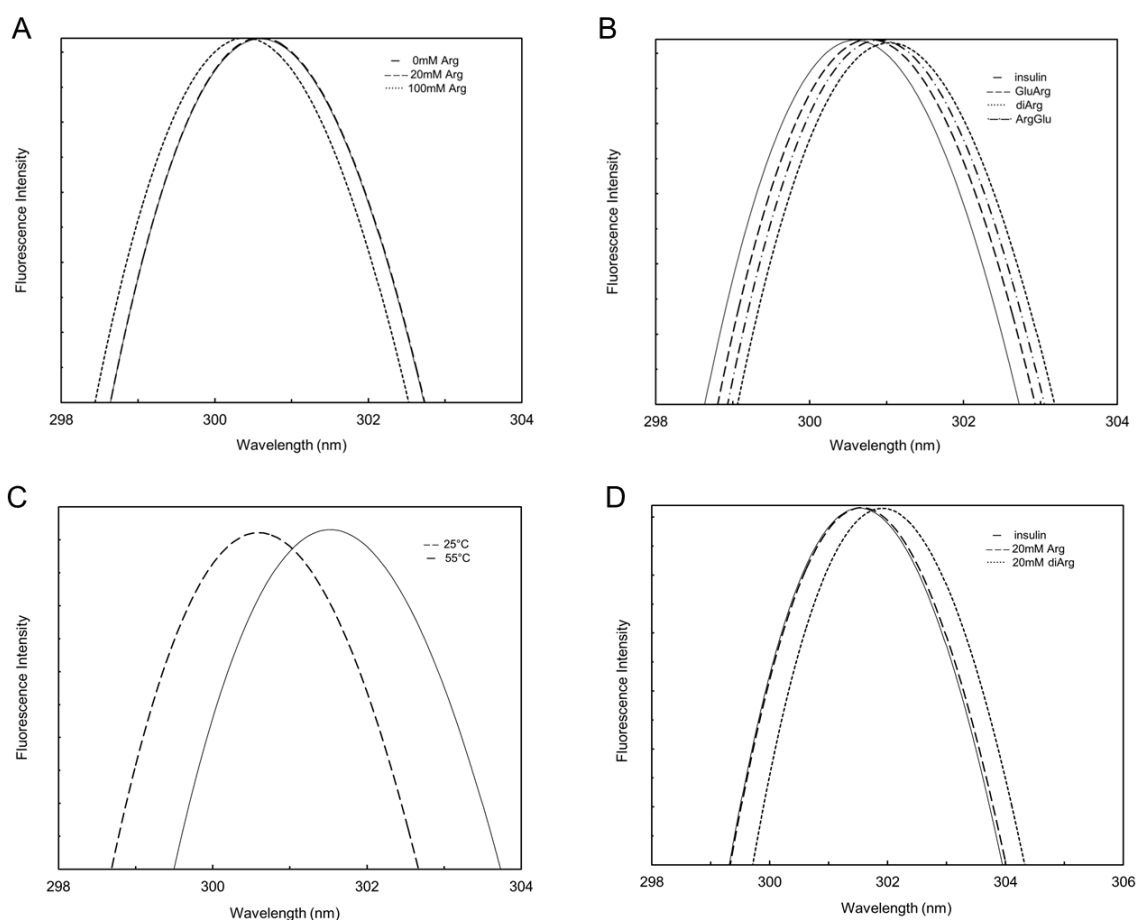 A
0mM Arg
20mM Arg
100mM Arg
Fluorescence Intensity
298
300
302
304
Wavelength (nm)
B
insulin
GluArg
diArg
ArgGlu
Fluorescence Intensity
298
300
302
304
Wavelength (nm)
C
25°C
55°C
Fluorescence Intensity
298
300
302
304
Wavelength (nm)
D
insulin
20mM Arg
20mM diArg
Fluorescence Intensity
298
300
302
304
306
Wavelength (nm)